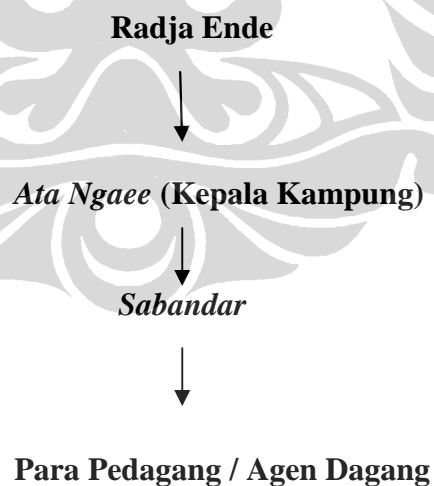 Radja Ende
Ata Ngaee (Kepala Kampung)
Sabandar
Para Pedagang / Agen Dagang